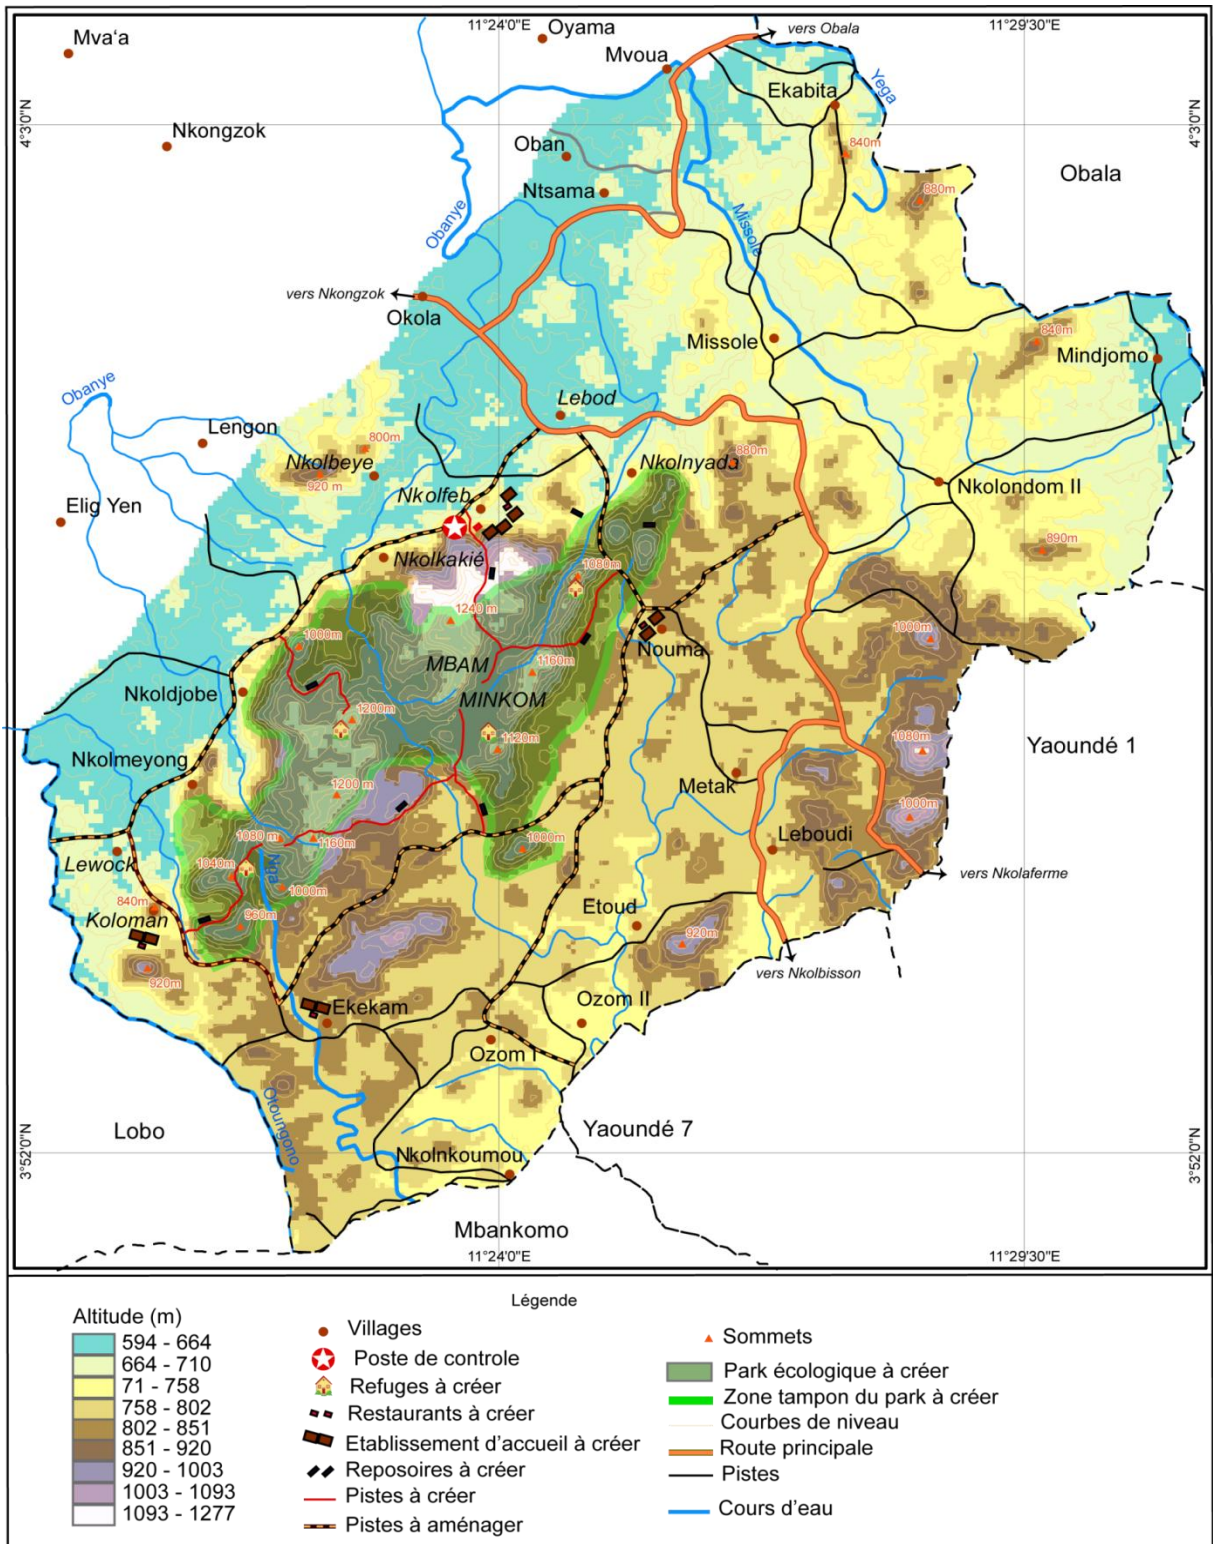 11°24'0"E
11°29'30"E
Oyama
vers Obala
Mva'a
Mvoua
Yega
Ekabita
4°3'0"N
4°3'0"N
Nkongzok
Oban
840m
Obala
Ntsama
880m
Obanye
Missole
vers Nkongzok
Okola
Missole
840m
Mindjomo
Obanye
Lebod
Lengon
800m
Nkolbeye
920 m
880m
Nkolnyada
Nkolondom II
Elig Yen
Nkolfeb
890m
Nkolkakié
1080m
1240 m
1000m
1000m
Nouma
MBAM
1160m
Nkoldjobe
MINKOM
1200m
1120m
1080m
Yaoundé 1
Nkolmeyong
Metak
1200 m
1000m
1080 m
1160m
1000m
Leboudi
Lewock
1040m
Nga
vers Nkolaferme
1000m
840m
Koloman
960m
Etoud
920m
920m
vers Nkolbisson
Ekekam
Ozom II
Ozom I
Otoungono
Lobo
Yaoundé 7
3°52'0"N
3°52'0"N
Nkolnkoumou
Mbankomo
11°24'0"E
11°29'30"E
Légende
Altitude (m)
594 - 664
664 - 710
71 - 758
758 - 802
802 - 851
851 - 920
920 - 1003
1003 - 1093
1093 - 1277
Villages
Poste de controle
Refuges à créer
Restaurants à créer
Etablissement d'accueil à créer
Reposoires à créer
Pistes à créer
Pistes à aménager
Sommets
Park écologique à créer
Zone tampon du park à créer
Courbes de niveau
Route principale
Pistes
Cours d'eau